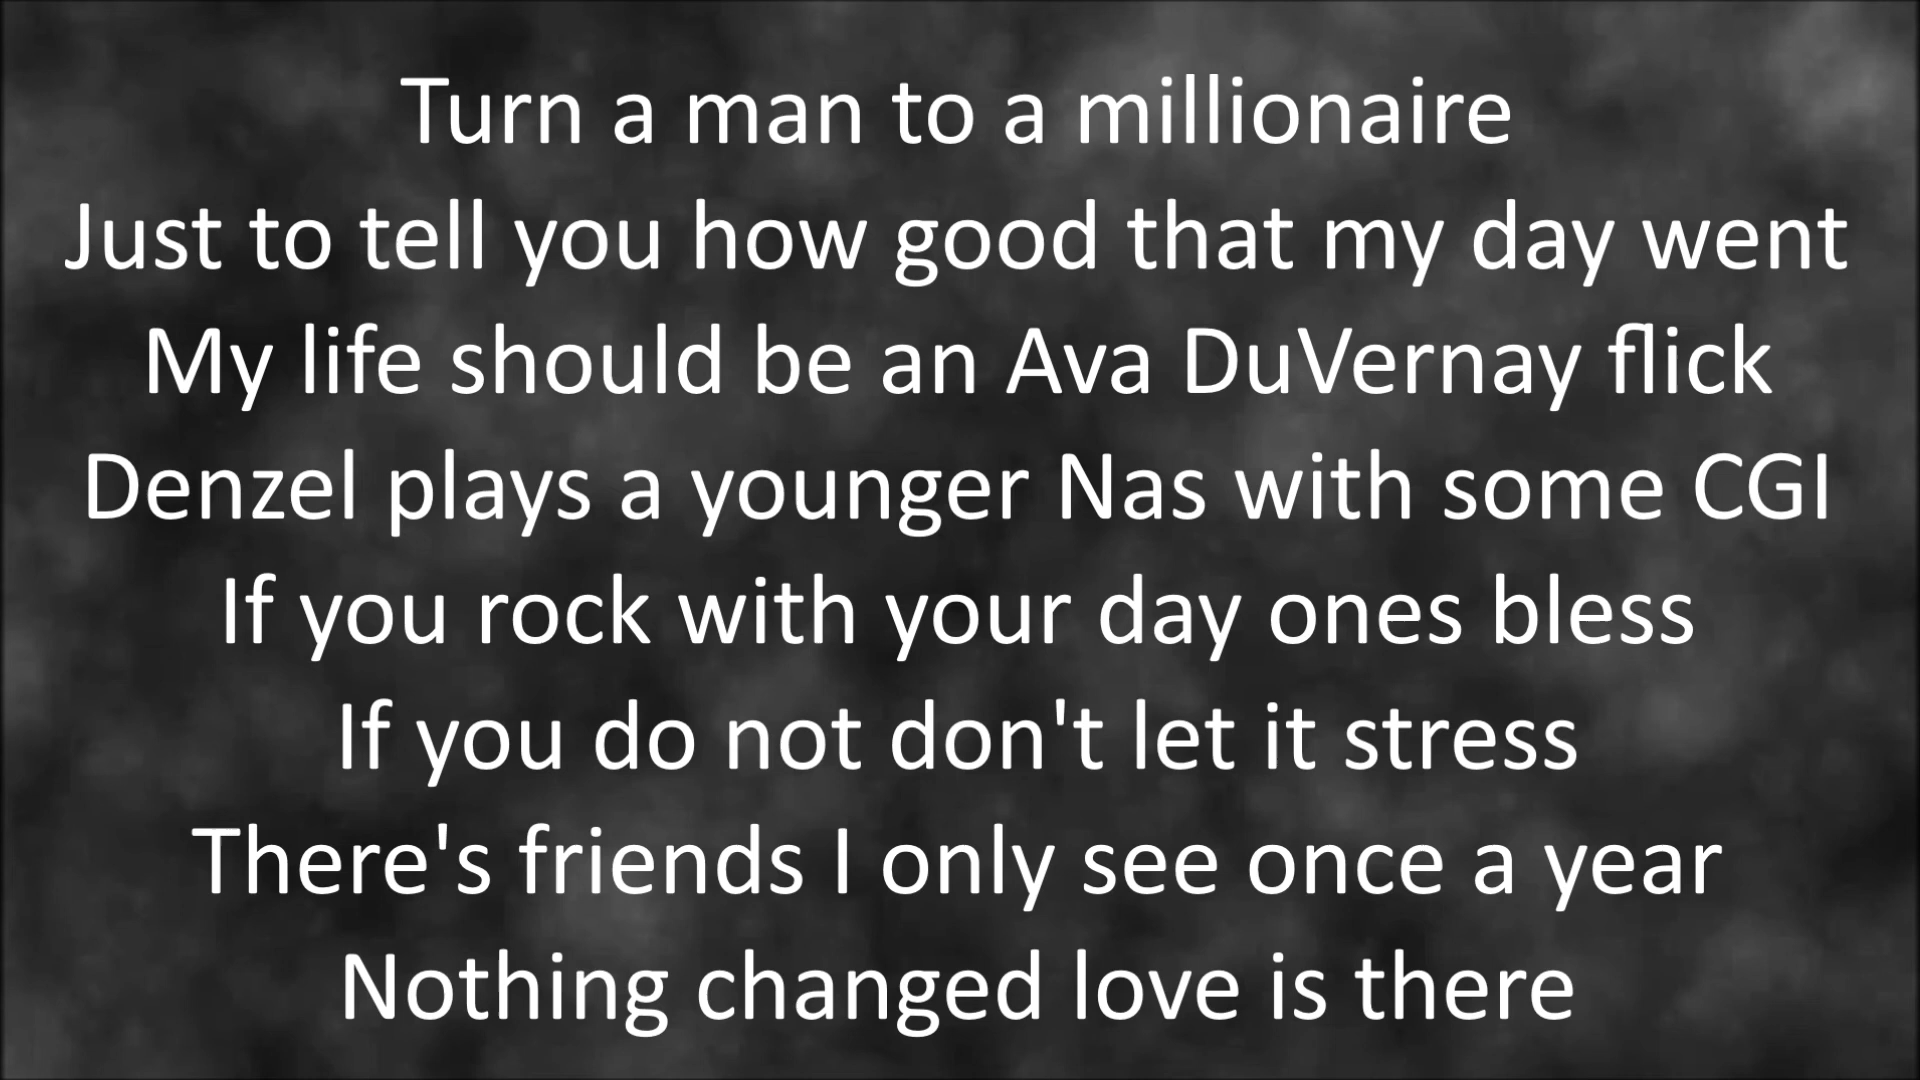 Turn a man to a millionaire
Just to tell you how good that my day went
My life should be an Ava DuVernay flick
Denzel plays a younger Nas with some CGI
If you rock with your day ones bless
If you do not don't let it stress
There's friends I only see once a year
Nothing changed love is there